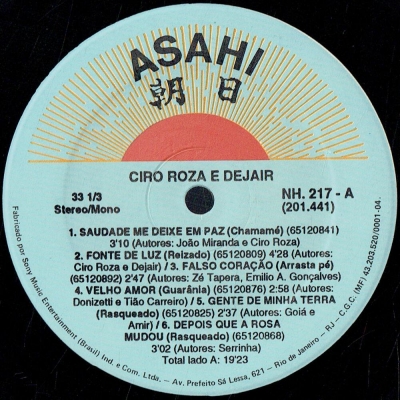 ASAHI
朝日
CIRO ROZA E DEJAIR
33 1/3
Stereo/Mono
NH. 217 - A
(201.441)
1. SAUDADE ME DEIXE EM PAZ (Chamamé) (65120841)
3'10 (Autores: João Miranda e Ciro Roza)
2. FONTE DE LUZ (Reizado) (65120809) 4'28 (Autores:
Ciro Roza e Dejair) / 3. FALSO CORAÇÃO (Arrasta pé)
(65120892) 2'47 (Autores: Zé Tapera, Emilio A. Gonçalves)
4. VELHO AMOR (Guarânia) (65120876) 2:58 (Autores:
Donizetti e Tião Carreiro) / 5. GENTE DE MINHA TERRA
(Rasqueado) (65120825) 2'37 (Autores: Goiá e
Amir) / 6. DEPOIS QUE A ROSA
MUDOU (Rasqueado) (65120868)
3'02 (Autores: Serrinha)
Total lado A: 19'23
Fabricado por Sony Music Entertainment (Brasil) Ind. e Com. Ltda. — Av. Prefeito Sá Lessa, 621 – Rio de Janeiro – RJ – C.G.C. (MF) 43.203.520/0001-04.